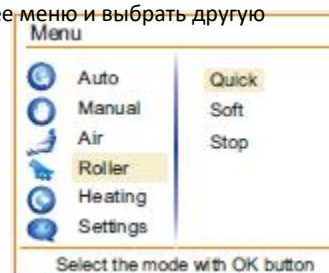 ее меню и выбрать другую
Menu
Auto
Manual
Air
Roller
Heating
Settings
Quick
Soft
Stop
Select the mode with OK button